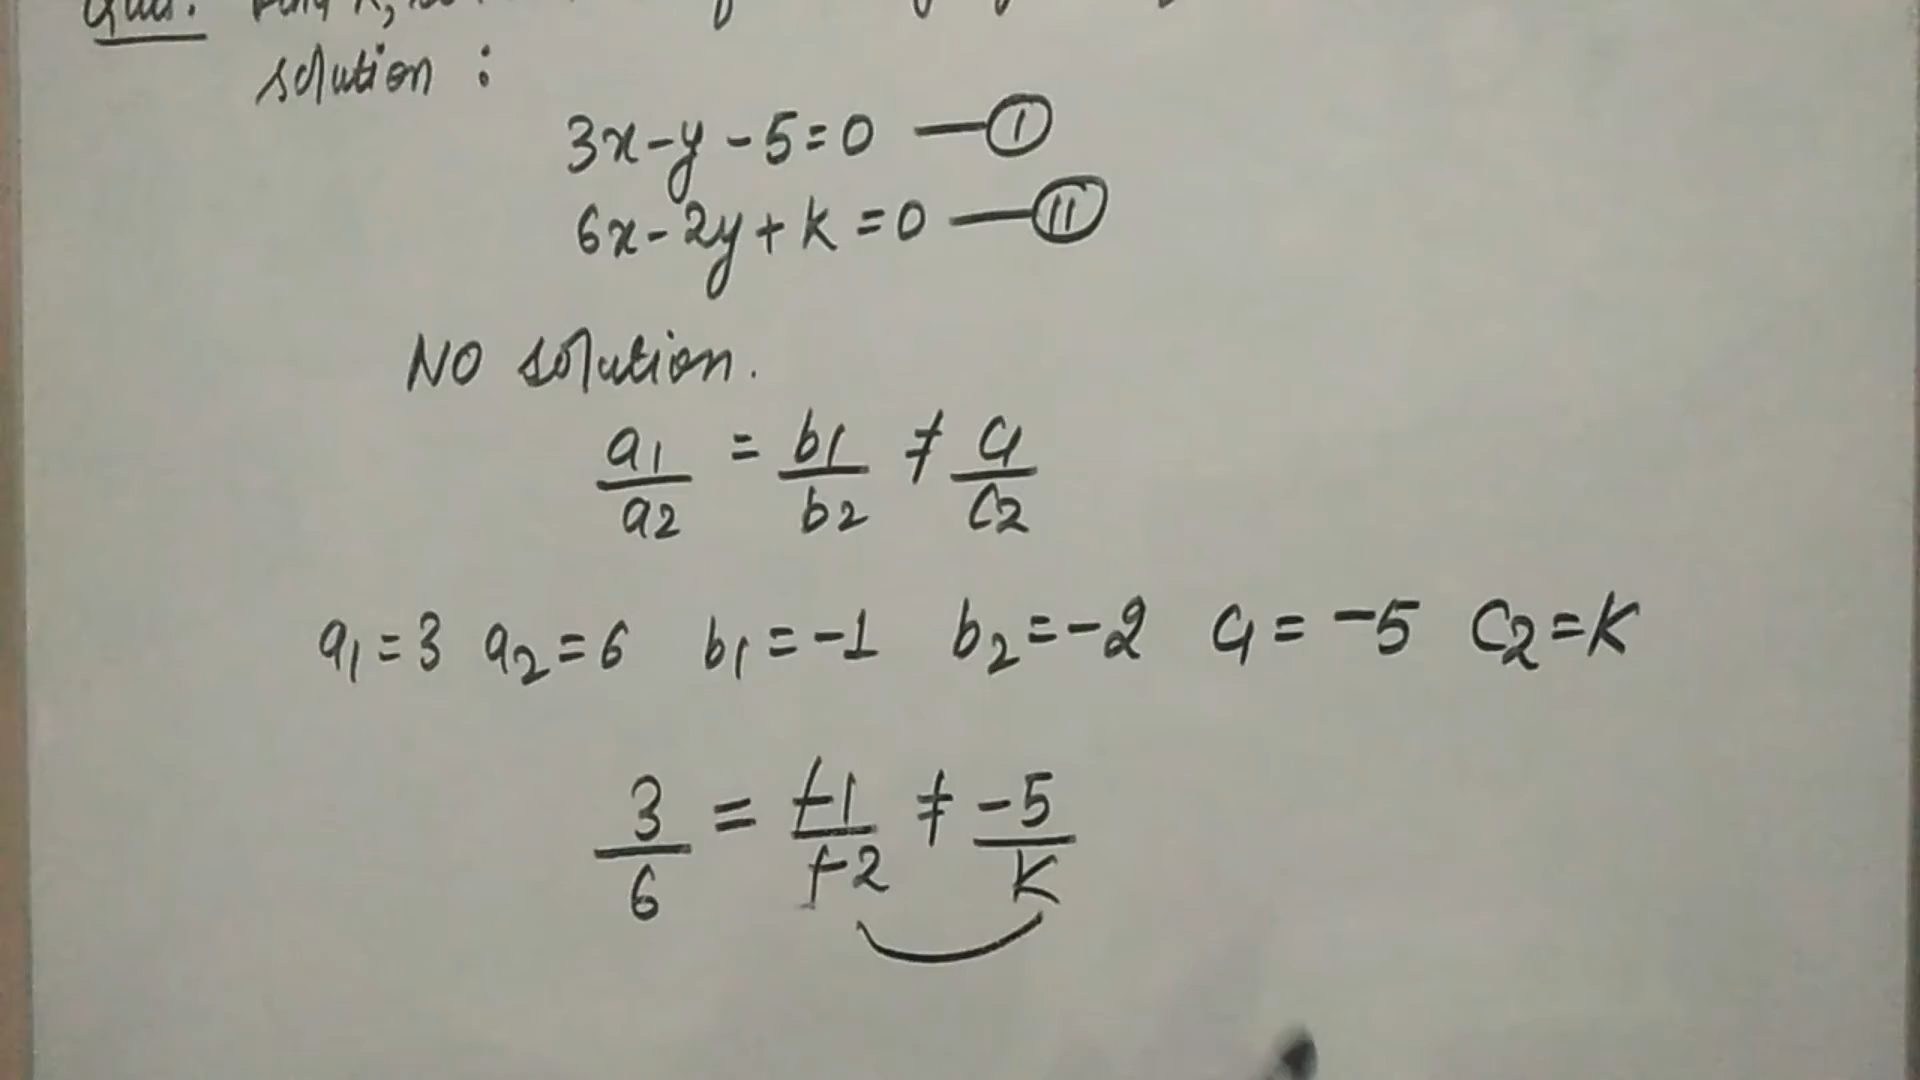 solution :
3x-y-5=0 — I
6x-2y+k=0 — II
NO solution.
a1/a2 = b1/b2 ≠ c1/c2
a1=3 a2=6 b1=-1 b2=-2 c1=-5 c2=K
3/6 = -1/-2 ≠ -5/K